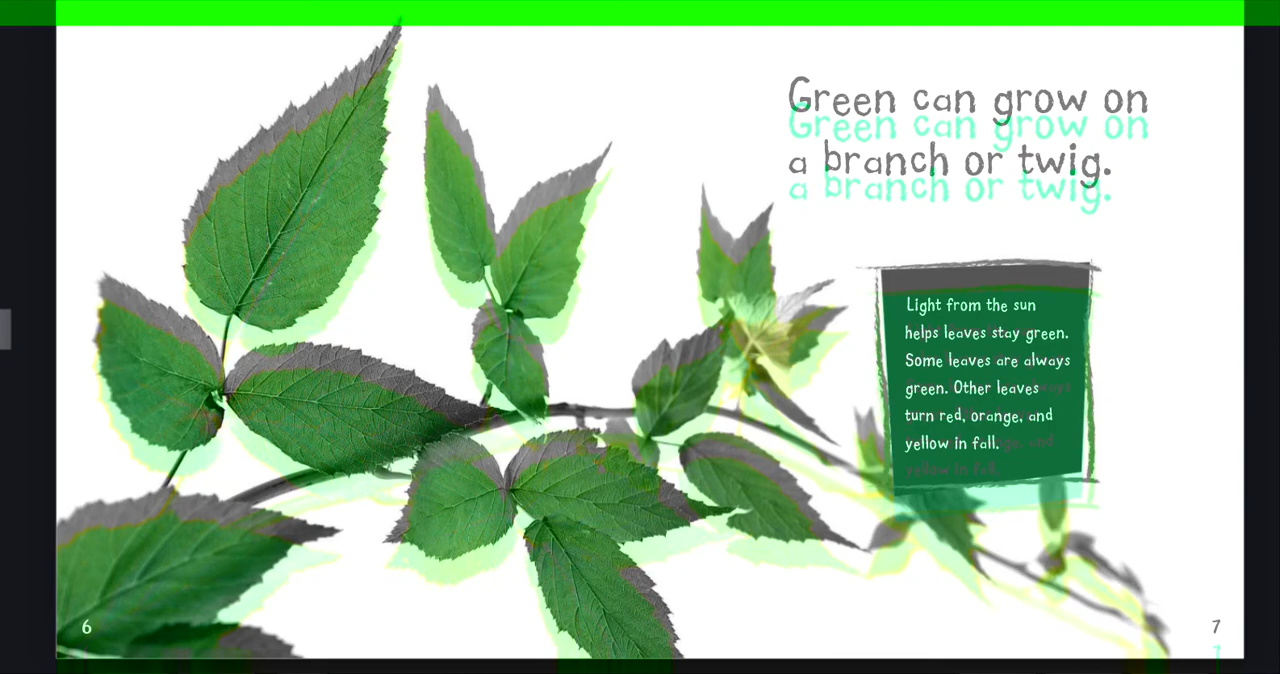 Green can grow on
a branch or twig.
Light from the sun
helps leaves stay green.
Some leaves are always
green. Other leaves
turn red, orange, and
yellow in fall.
6
7